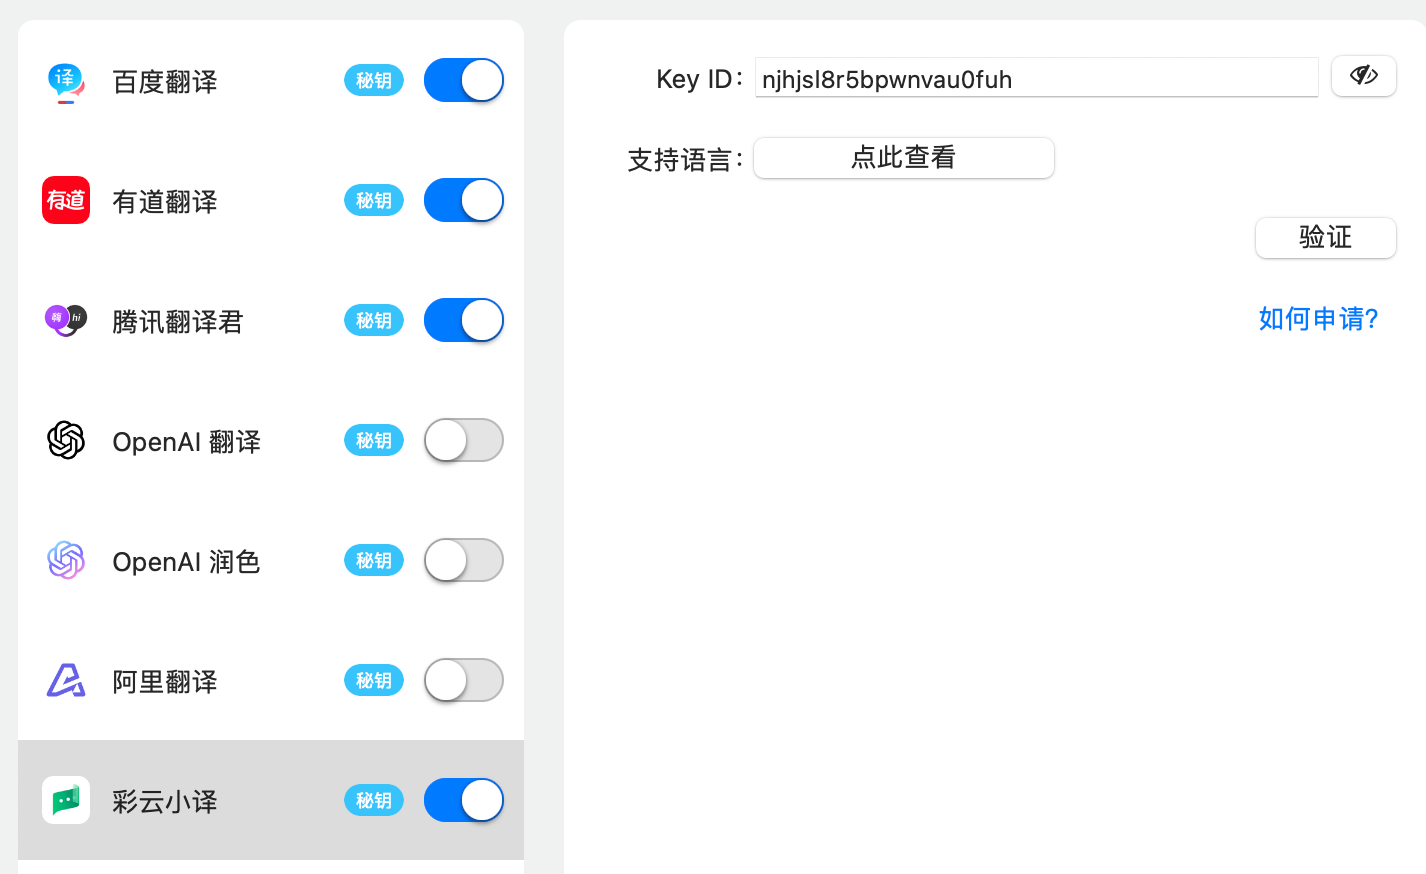 译
百度翻译
秘钥
有道
有道翻译
秘钥
hi
腾讯翻译君
秘钥
OpenAI 翻译
秘钥
OpenAI 润色
秘钥
阿里翻译
秘钥
彩云小译
秘钥
Key ID:
支持语言:
点此查看
验证
如何申请?